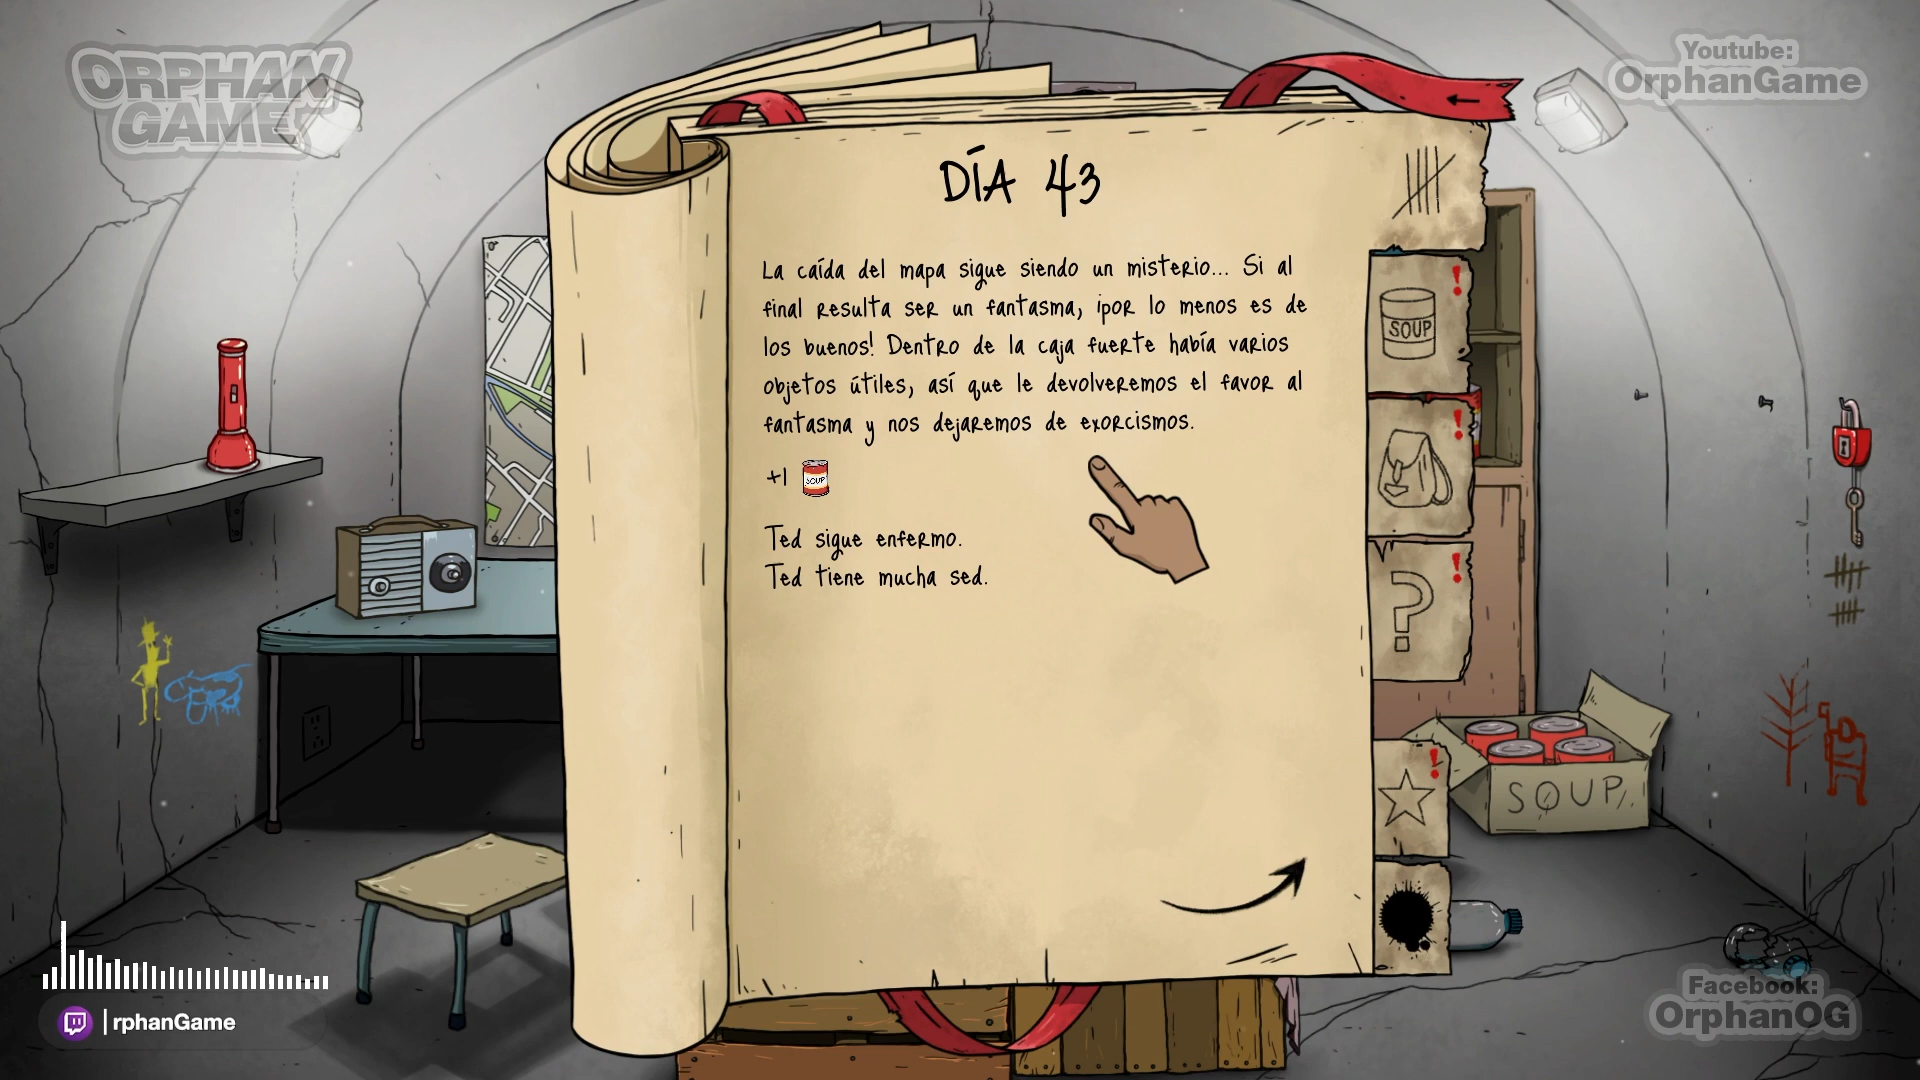 ORPHAN
GAME
Youtube:
OrphanGame
DÍA 43
La caída del mapa sigue siendo un misterio... Si al
final resulta ser un fantasma, ¡por lo menos es de
los buenos! Dentro de la caja fuerte había varios
objetos útiles, así que le devolveremos el favor al
fantasma y nos dejaremos de exorcismos.
+1 SOUP
Ted sigue enfermo.
Ted tiene mucha sed.
!
SOUP
!
!
?
!
SOUP
rphanGame
Facebook:
OrphanOG